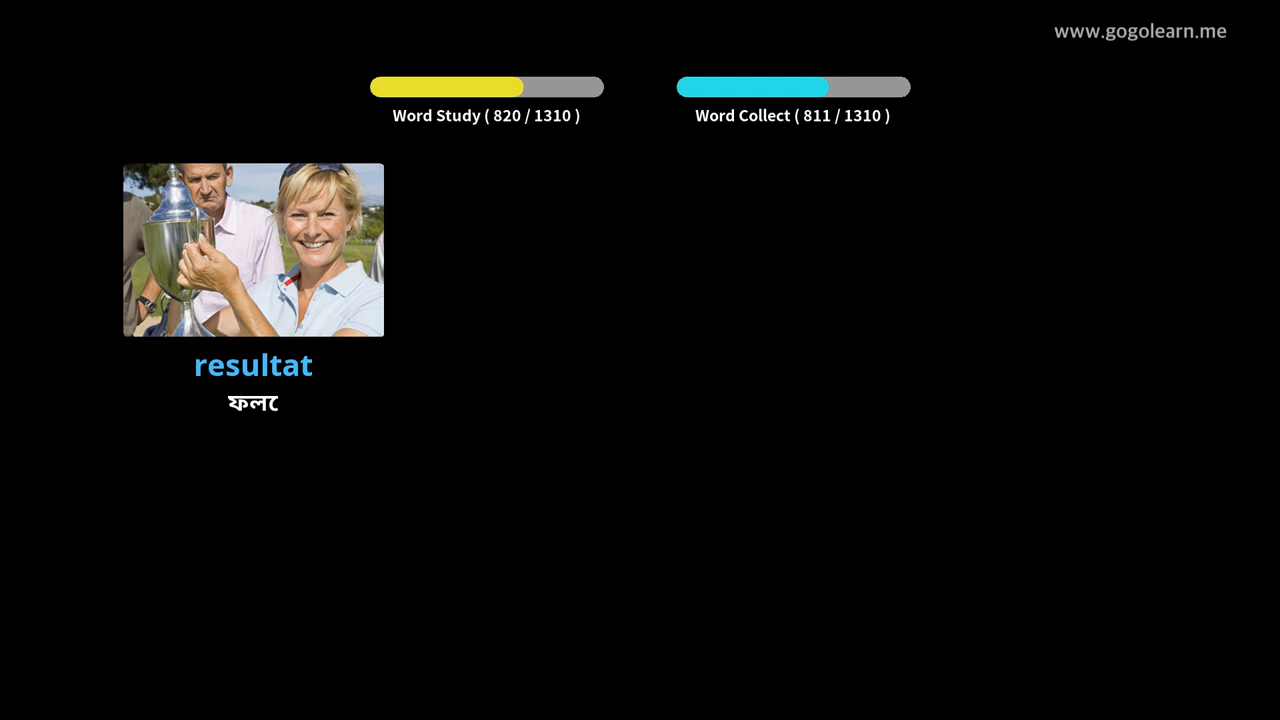 www.gogolearn.me
Word Study ( 820 / 1310 )
Word Collect ( 811 / 1310 )
resultat
ফলে